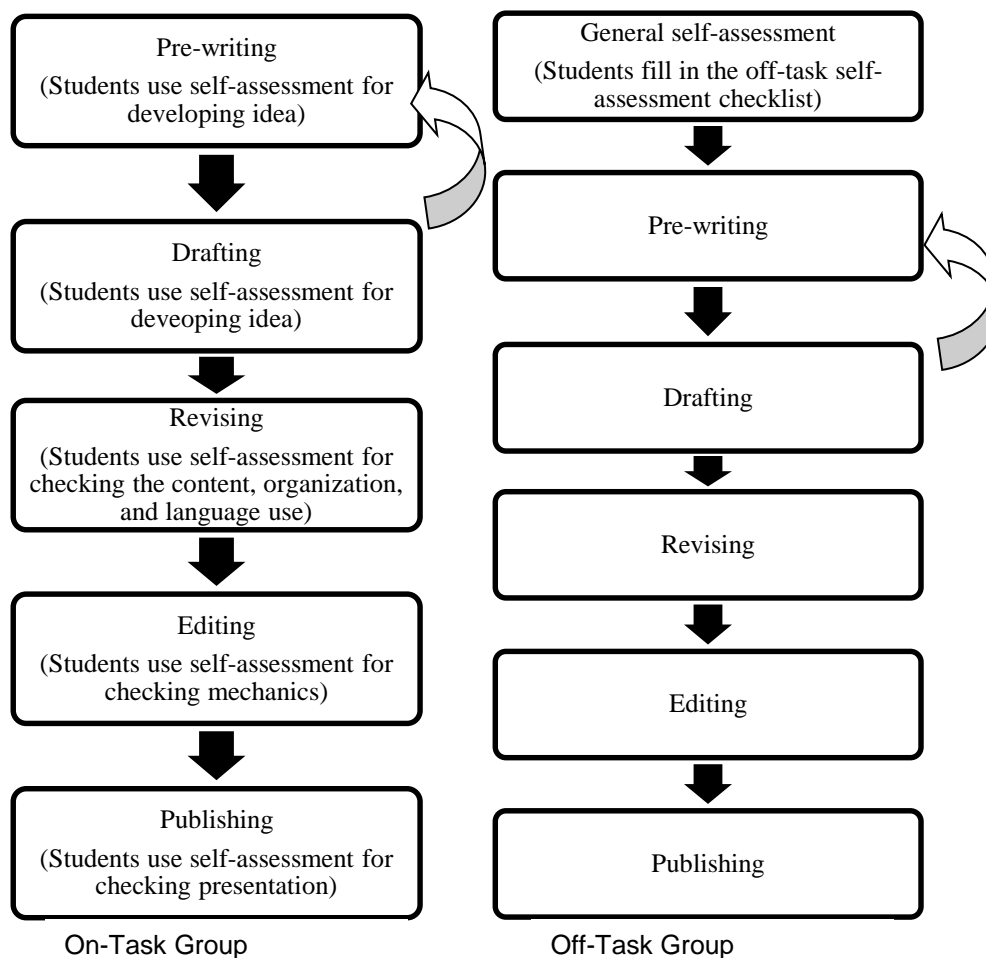 Pre-writing
(Students use self-assessment for
developing idea)
Drafting
(Students use self-assessment for
deveoping idea)
Revising
(Students use self-assessment for
checking the content, organization,
and language use)
Editing
(Students use self-assessment for
checking mechanics)
Publishing
(Students use self-assessment for
checking presentation)
On-Task Group
General self-assessment
(Students fill in the off-task self-
assessment checklist)
Pre-writing
Drafting
Revising
Editing
Publishing
Off-Task Group